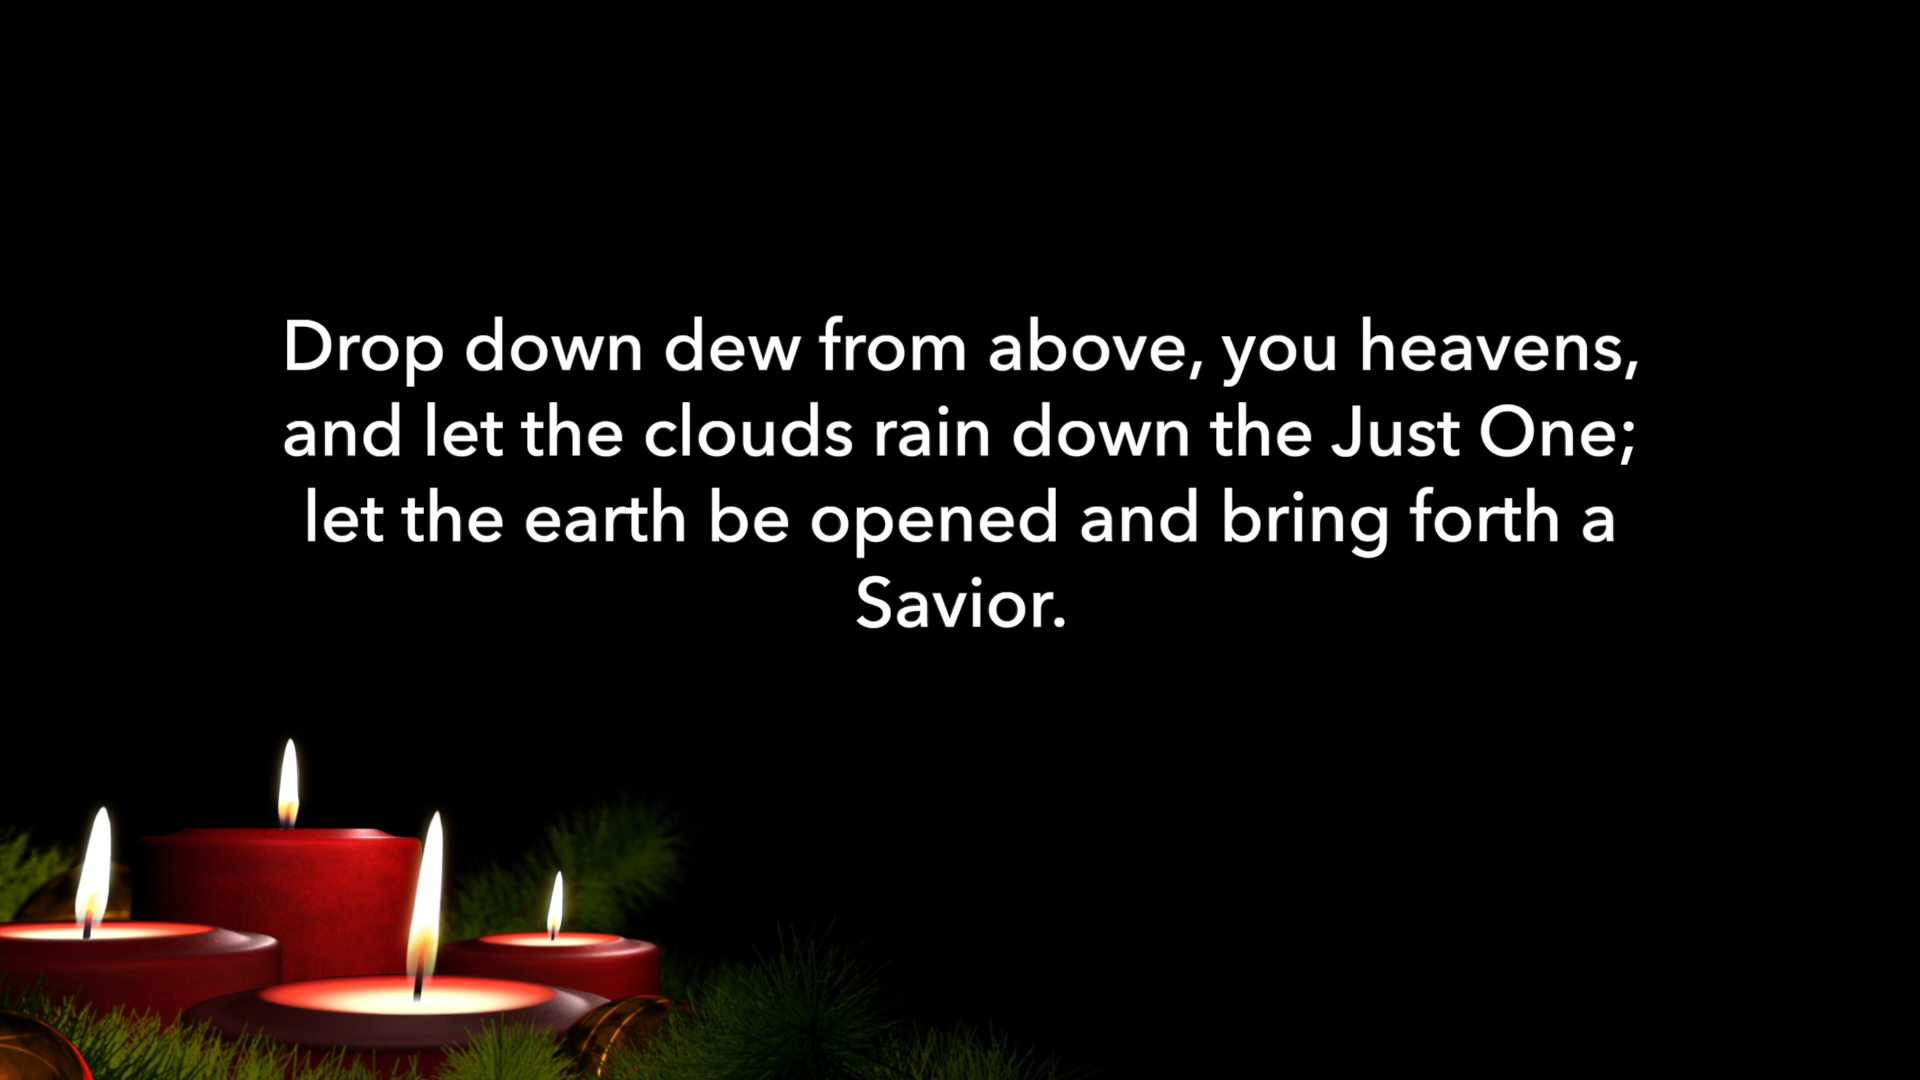 Drop down dew from above, you heavens,
and let the clouds rain down the Just One;
let the earth be opened and bring forth a
Savior.